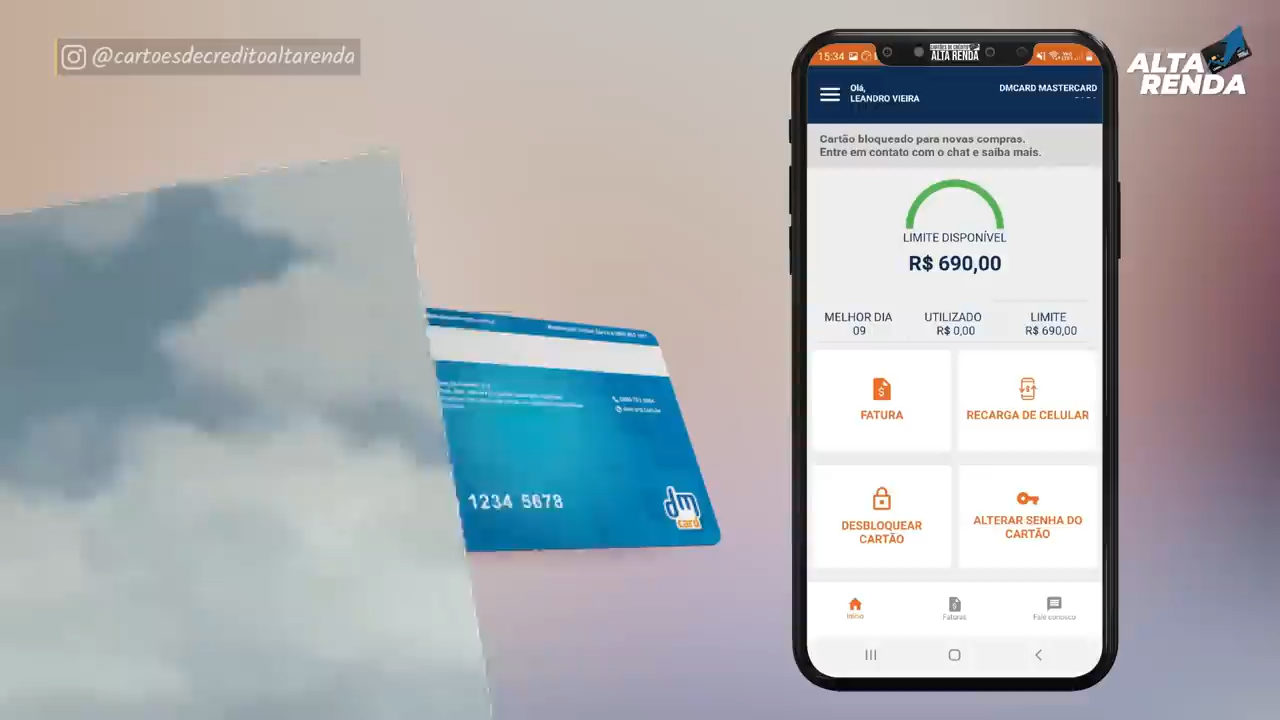 @cartoesdecreditoaltarenda
ALTA
RENDA
15:34
ALTA RENDA
Olá,
LEANDRO VIEIRA
DMCARD MASTERCARD
Cartão bloqueado para novas compras.
Entre em contato com o chat e saiba mais.
LIMITE DISPONÍVEL
R$ 690,00
MELHOR DIA
09
UTILIZADO
R$ 0,00
LIMITE
R$ 690,00
FATURA
RECARGA DE CELULAR
DESBLOQUEAR
CARTÃO
ALTERAR SENHA DO
CARTÃO
Início
Faturas
Fale conosco
1234 5678
dm
card